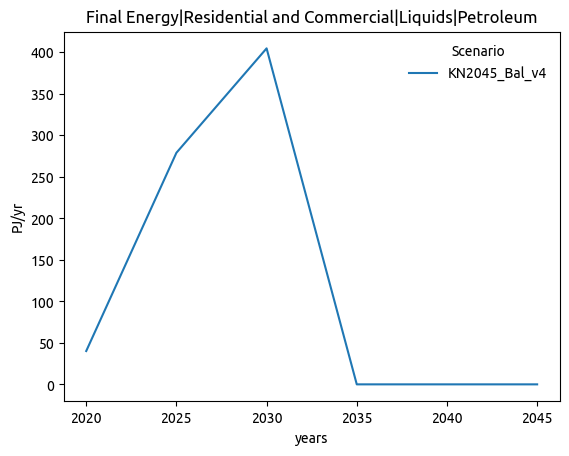 Final Energy|Residential and Commercial|Liquids|Petroleum
Scenario
KN2045_Bal_v4
400
350
300
250
200
150
100
50
0
PJ/yr
2020 2025 2030 2035 2040 2045
years